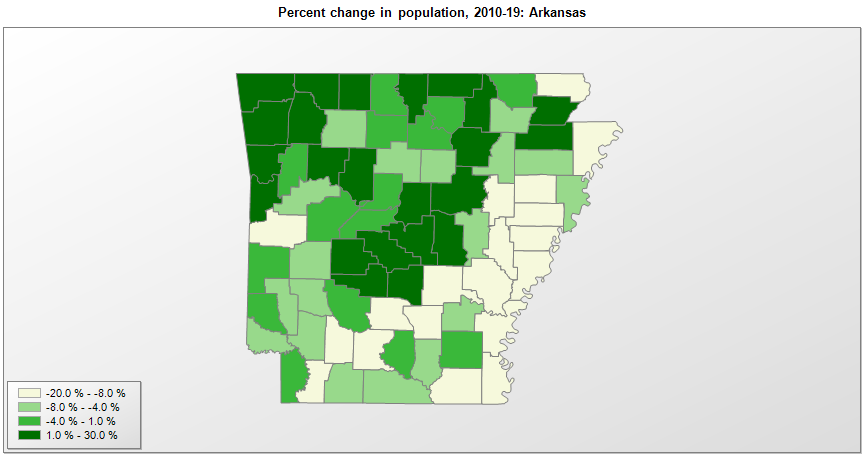 Percent change in population, 2010-19: Arkansas
-20.0 % - -8.0 %
-8.0 % - -4.0 %
-4.0 % - 1.0 %
1.0 % - 30.0 %